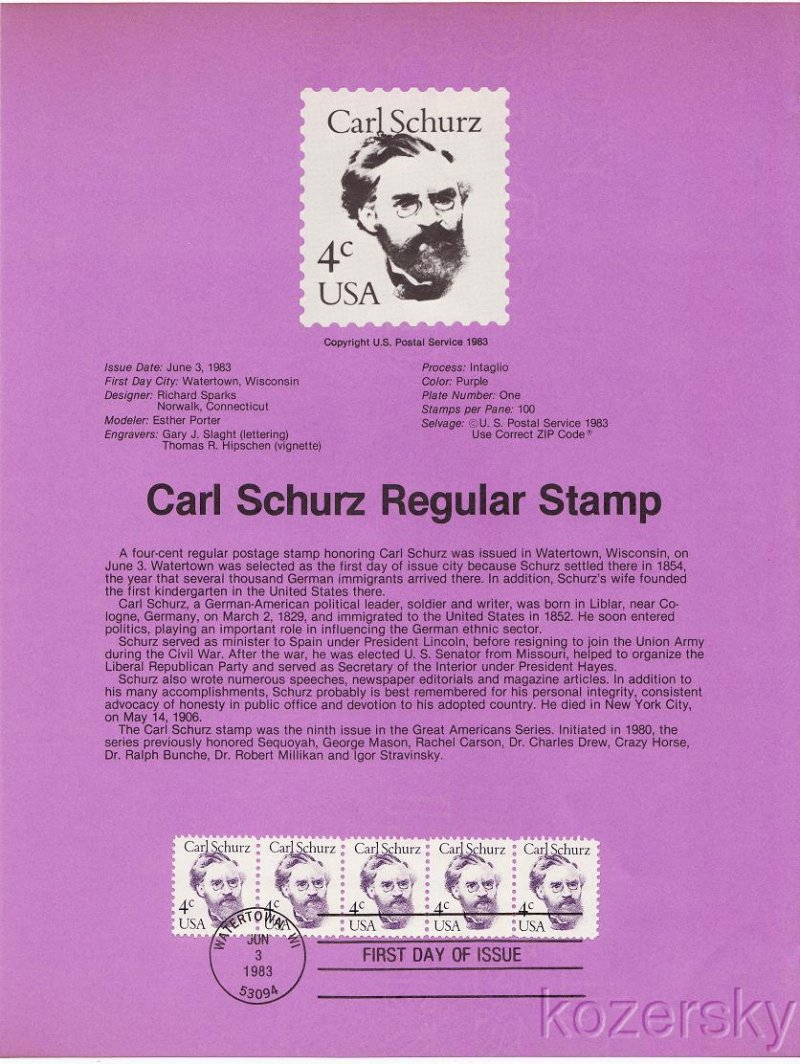 Carl Schurz
4c
USA
Copyright U.S. Postal Service 1983
Issue Date: June 3, 1983
First Day City: Watertown, Wisconsin
Designer: Richard Sparks
Norwalk, Connecticut
Modeler: Esther Porter
Engravers: Gary J. Slaght (lettering)
Thomas R. Hipschen (vignette)
Process: Intaglio
Color: Purple
Plate Number: One
Stamps per Pane: 100
Selvage: ©U. S. Postal Service 1983
Use Correct ZIP Code®
Carl Schurz Regular Stamp
A four-cent regular postage stamp honoring Carl Schurz was issued in Watertown, Wisconsin, on
June 3. Watertown was selected as the first day of issue city because Schurz settled there in 1854,
the year that several thousand German immigrants arrived there. In addition, Schurz's wife founded
the first kindergarten in the United States there.
Carl Schurz, a German-American political leader, soldier and writer, was born in Liblar, near Co-
logne, Germany, on March 2, 1829, and immigrated to the United States in 1852. He soon entered
politics, playing an important role in influencing the German ethnic sector.
Schurz served as minister to Spain under President Lincoln, before resigning to join the Union Army
during the Civil War. After the war, he was elected U. S. Senator from Missouri, helped to organize the
Liberal Republican Party and served as Secretary of the Interior under President Hayes.
Schurz also wrote numerous speeches, newspaper editorials and magazine articles. In addition to
his many accomplishments, Schurz probably is best remembered for his personal integrity, consistent
advocacy of honesty in public office and devotion to his adopted country. He died in New York City,
on May 14, 1906.
The Carl Schurz stamp was the ninth issue in the Great Americans Series. Initiated in 1980, the
series previously honored Sequoyah, George Mason, Rachel Carson, Dr. Charles Drew, Crazy Horse,
Dr. Ralph Bunche, Dr. Robert Millikan and Igor Stravinsky.
Carl Schurz Carl Schurz Carl Schurz Carl Schurz Carl Schurz
4c 4c 4c 4c 4c
USA USA USA USA USA
WATERTOWN, WI
JUN
3
1983
53094
FIRST DAY OF ISSUE
kozersky